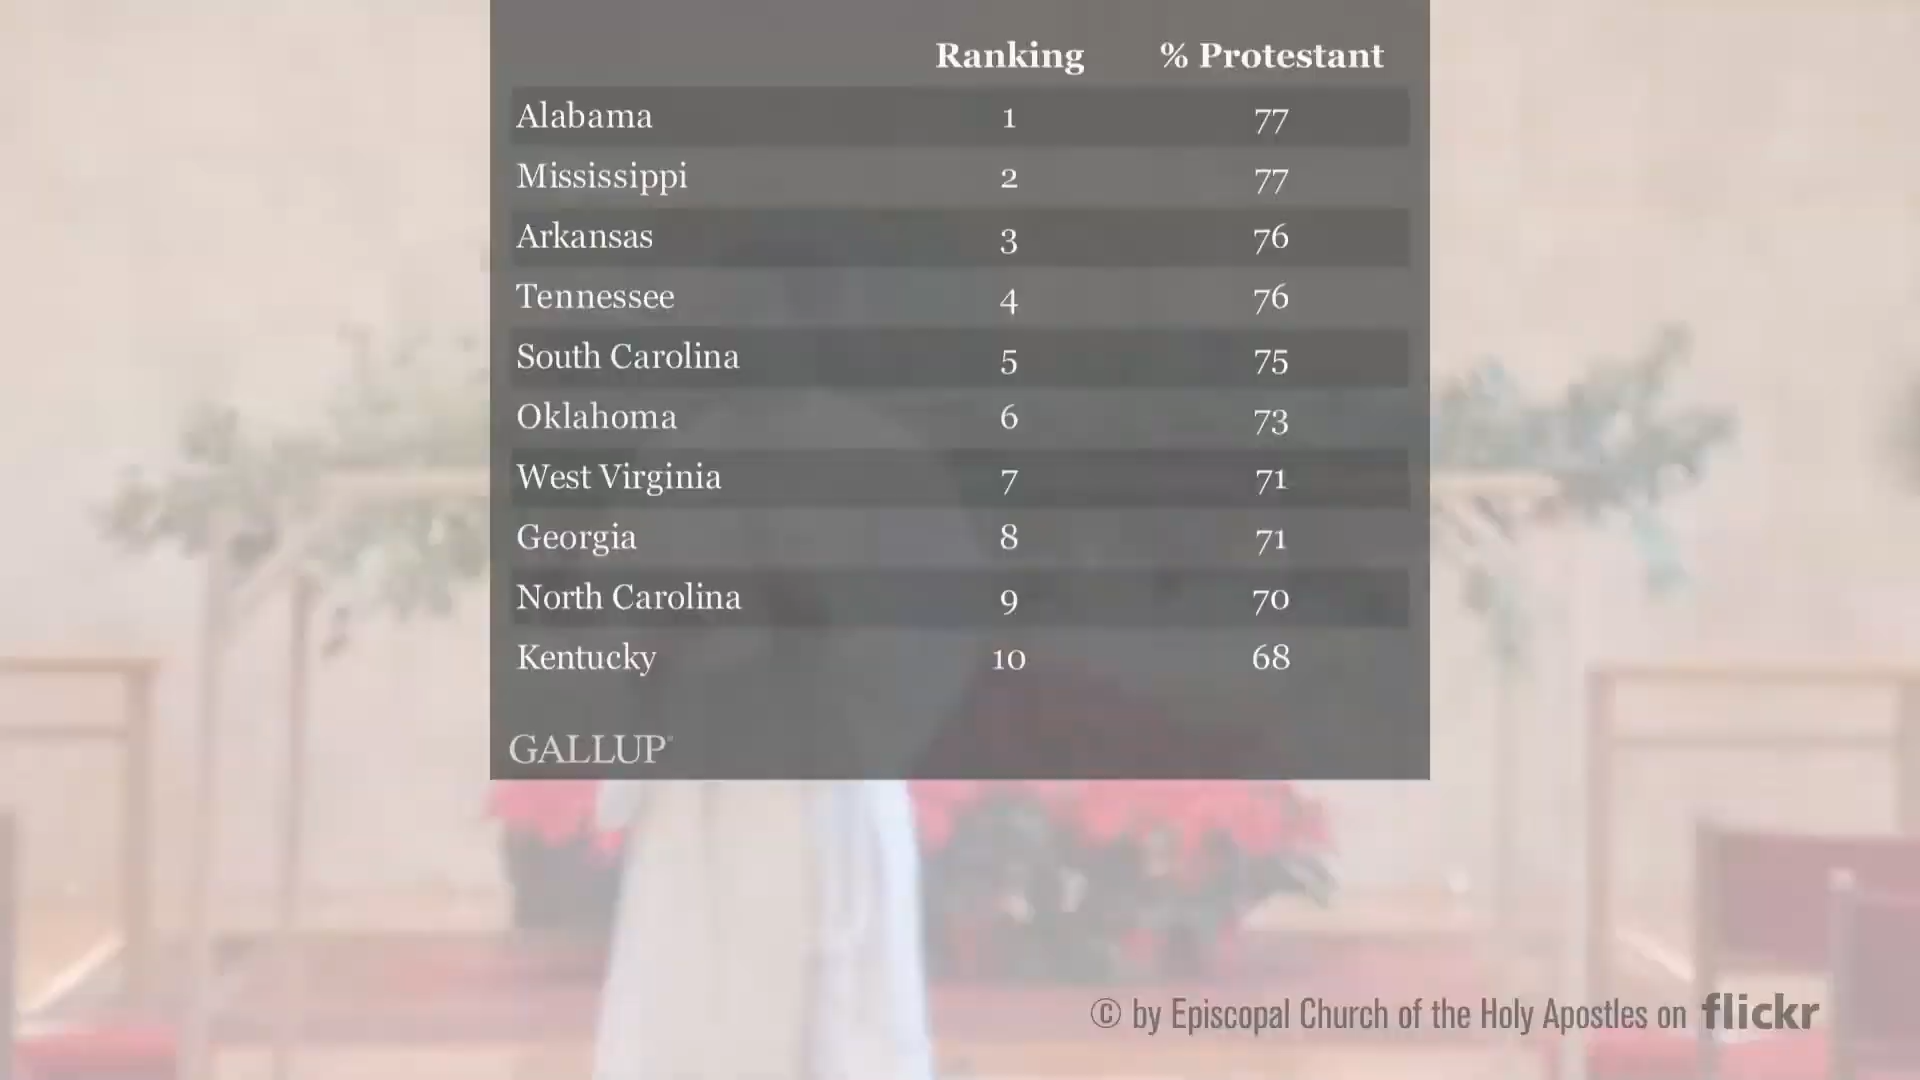 Ranking % Protestant
Alabama 1 77
Mississippi 2 77
Arkansas 3 76
Tennessee 4 76
South Carolina 5 75
Oklahoma 6 73
West Virginia 7 71
Georgia 8 71
North Carolina 9 70
Kentucky 10 68
GALLUP®
© by Episcopal Church of the Holy Apostles on flickr